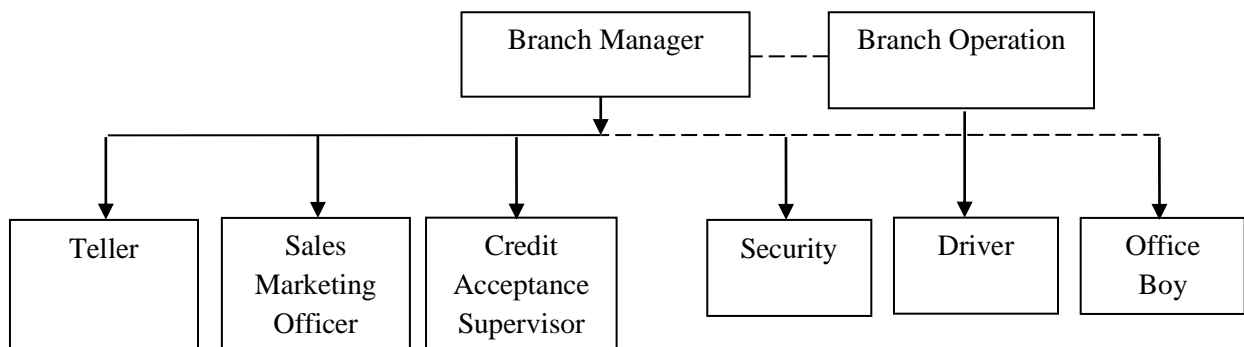 Branch Manager
Branch Operation
Teller
Sales
Marketing
Officer
Credit
Acceptance
Supervisor
Security
Driver
Office
Boy